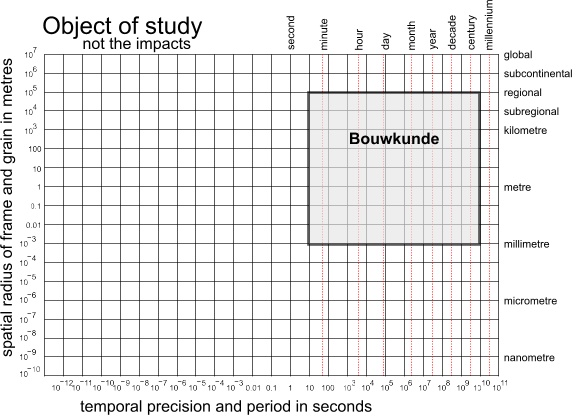 Object of study
not the impacts
second
minute
hour
day
month
year
decade
century
millennium
spatial radius of frame and grain in metres
10⁷
10⁶
10⁵
10⁴
10³
100
10
1
0.1
0.01
10⁻³
10⁻⁴
10⁻⁵
10⁻⁶
10⁻⁷
10⁻⁸
10⁻⁹
10⁻¹⁰
global
subcontinental
regional
subregional
kilometre
metre
millimetre
micrometre
nanometre
Bouwkunde
10⁻¹² 10⁻¹¹ 10⁻¹⁰ 10⁻⁹ 10⁻⁸ 10⁻⁷ 10⁻⁶ 10⁻⁵ 10⁻⁴ 10⁻³ 0.01 0.1 1 10 100 10³ 10⁴ 10⁵ 10⁶ 10⁷ 10⁸ 10⁹ 10¹⁰ 10¹¹
temporal precision and period in seconds